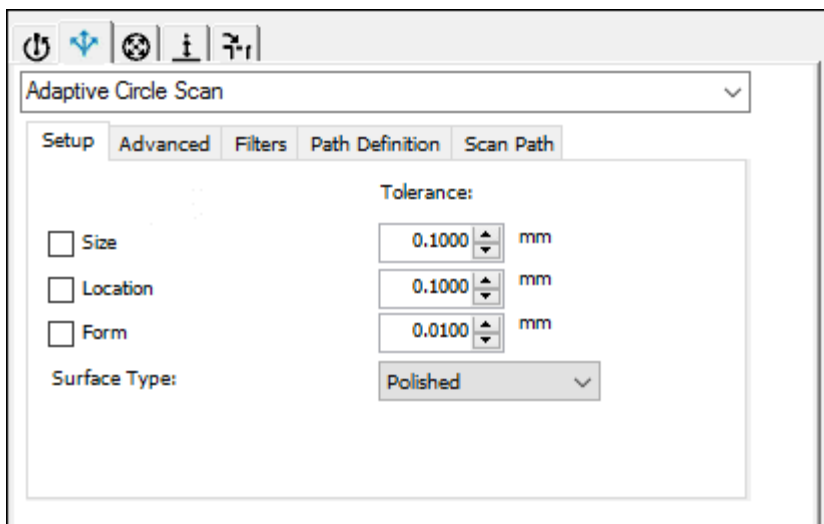 Adaptive Circle Scan
Setup Advanced Filters Path Definition Scan Path
Tolerance:
Size 0.1000 mm
Location 0.1000 mm
Form 0.0100 mm
Surface Type: Polished